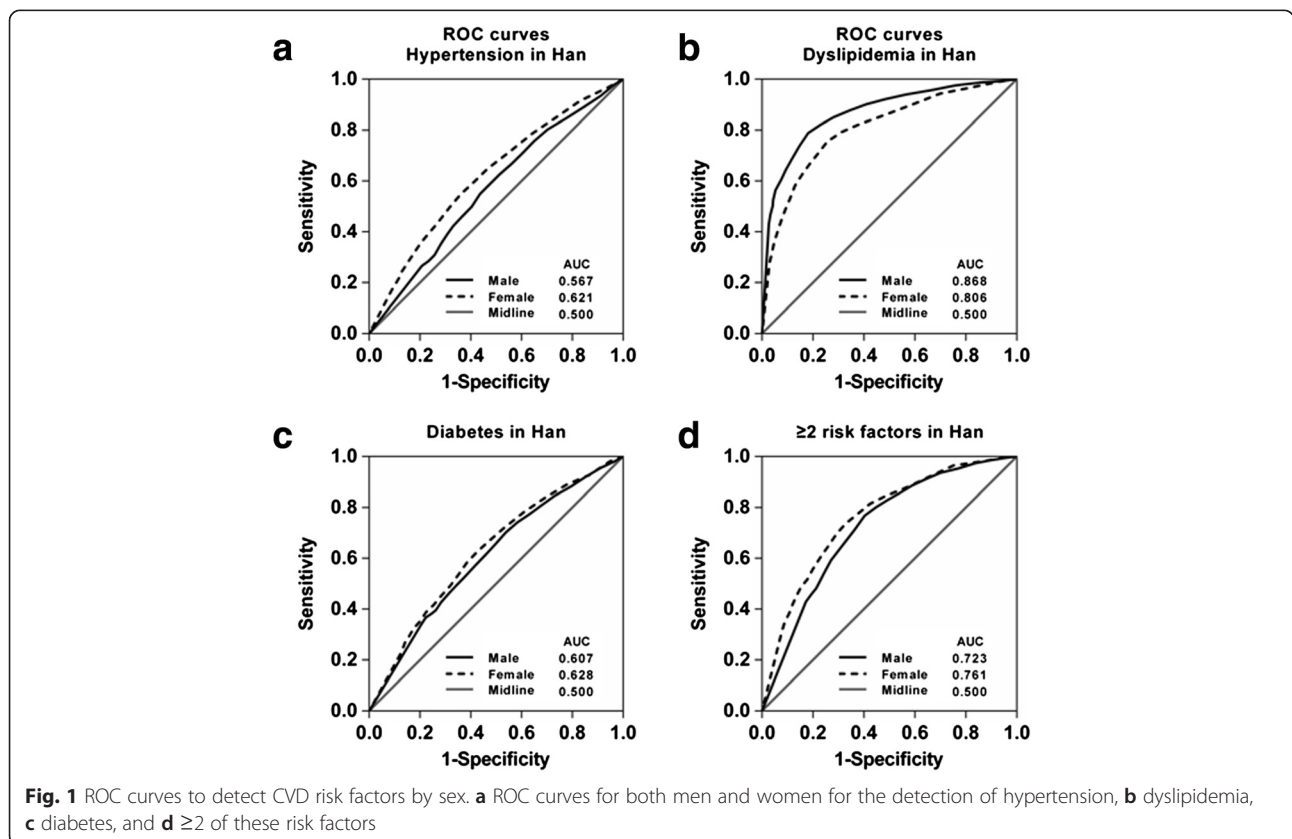 a
ROC curves
Hypertension in Han
1.0
0.8
0.6
0.4
0.2
0.0
Sensitivity
AUC
Male 0.567
Female 0.621
Midline 0.500
0.0 0.2 0.4 0.6 0.8 1.0
1-Specificity
b
ROC curves
Dyslipidemia in Han
1.0
0.8
0.6
0.4
0.2
0.0
Sensitivity
AUC
Male 0.868
Female 0.806
Midline 0.500
0.0 0.2 0.4 0.6 0.8 1.0
1-Specificity
c
Diabetes in Han
1.0
0.8
0.6
0.4
0.2
0.0
Sensitivity
AUC
Male 0.607
Female 0.628
Midline 0.500
0.0 0.2 0.4 0.6 0.8 1.0
1-Specificity
d
≥2 risk factors in Han
1.0
0.8
0.6
0.4
0.2
0.0
Sensitivity
AUC
Male 0.723
Female 0.761
Midline 0.500
0.0 0.2 0.4 0.6 0.8 1.0
1-Specificity
Fig. 1 ROC curves to detect CVD risk factors by sex. a ROC curves for both men and women for the detection of hypertension, b dyslipidemia,
c diabetes, and d ≥2 of these risk factors